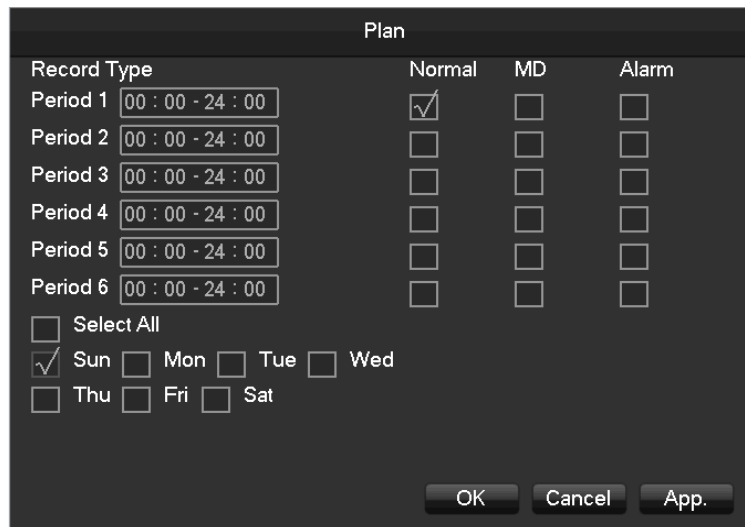 Plan
Record Type Normal MD Alarm
Period 1 00 : 00 - 24 : 00
Period 2 00 : 00 - 24 : 00
Period 3 00 : 00 - 24 : 00
Period 4 00 : 00 - 24 : 00
Period 5 00 : 00 - 24 : 00
Period 6 00 : 00 - 24 : 00
Select All
Sun Mon Tue Wed
Thu Fri Sat
OK Cancel App.